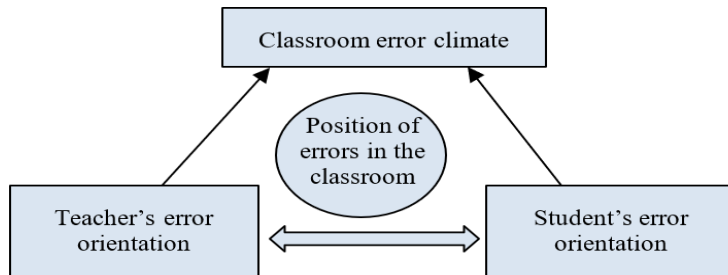 Classroom error climate
Position of
errors in the
classroom
Teacher's error
orientation
Student's error
orientation